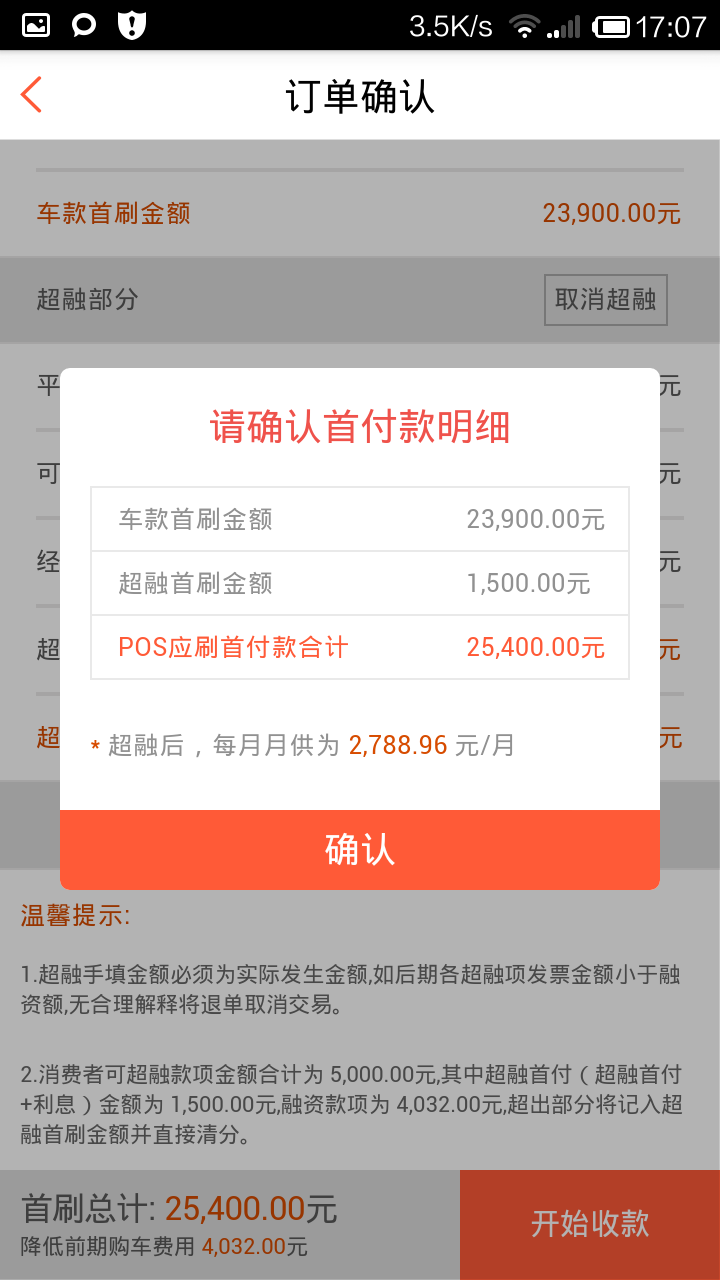 3.5K/s 17:07
订单确认
车款首刷金额 23,900.00元
超融部分 取消超融
平 元
请确认首付款明细
可 元
车款首刷金额 23,900.00元
经 元
超融首刷金额 1,500.00元
超 元
POS应刷首付款合计 25,400.00元
超 元
* 超融后，每月月供为 2,788.96 元/月
确认
温馨提示:
1.超融手填金额必须为实际发生金额,如后期各超融项发票金额小于融
资额,无合理解释将退单取消交易。
2.消费者可超融款项金额合计为 5,000.00元,其中超融首付（超融首付
+利息）金额为 1,500.00元,融资款项为 4,032.00元,超出部分将记入超
融首刷金额并直接清分。
首刷总计: 25,400.00元
降低前期购车费用 4,032.00元
开始收款